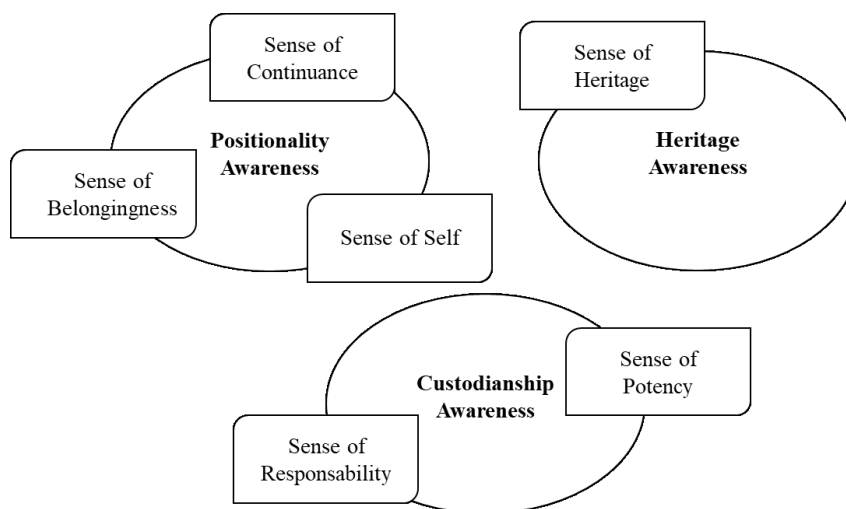 Sense of
Continuance
Positionality
Awareness
Sense of
Belongingness
Sense of Self
Sense of
Heritage
Heritage
Awareness
Sense of
Potency
Custodianship
Awareness
Sense of
Responsability